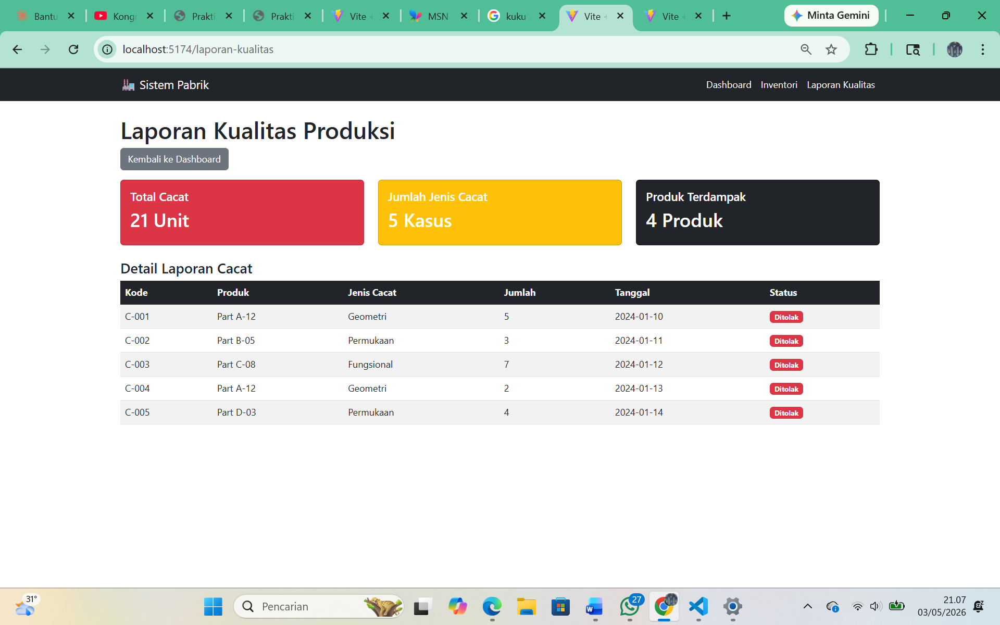 Bantu
Kong
Prakti
Prakti
Vite
MSN
kuku
Vite
Vite
Minta Gemini
localhost:5174/laporan-kualitas
Sistem Pabrik
Dashboard Inventori Laporan Kualitas
Laporan Kualitas Produksi
Kembali ke Dashboard
Total Cacat
21 Unit
Jumlah Jenis Cacat
5 Kasus
Produk Terdampak
4 Produk
Detail Laporan Cacat
Kode Produk Jenis Cacat Jumlah Tanggal Status
C-001 Part A-12 Geometri 5 2024-01-10 Ditolak
C-002 Part B-05 Permukaan 3 2024-01-11 Ditolak
C-003 Part C-08 Fungsional 7 2024-01-12 Ditolak
C-004 Part A-12 Geometri 2 2024-01-13 Ditolak
C-005 Part D-03 Permukaan 4 2024-01-14 Ditolak
31°
Pencarian
27
21.07
03/05/2026